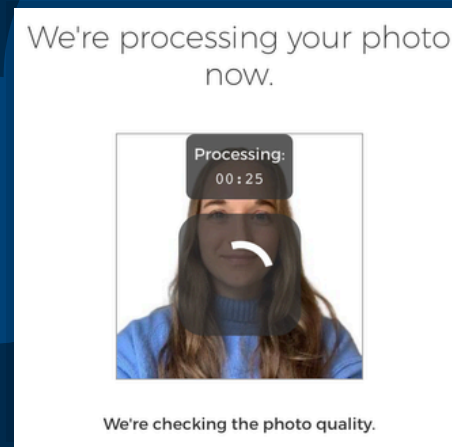 We're processing your photo
now.
Processing:
00:25
We're checking the photo quality.